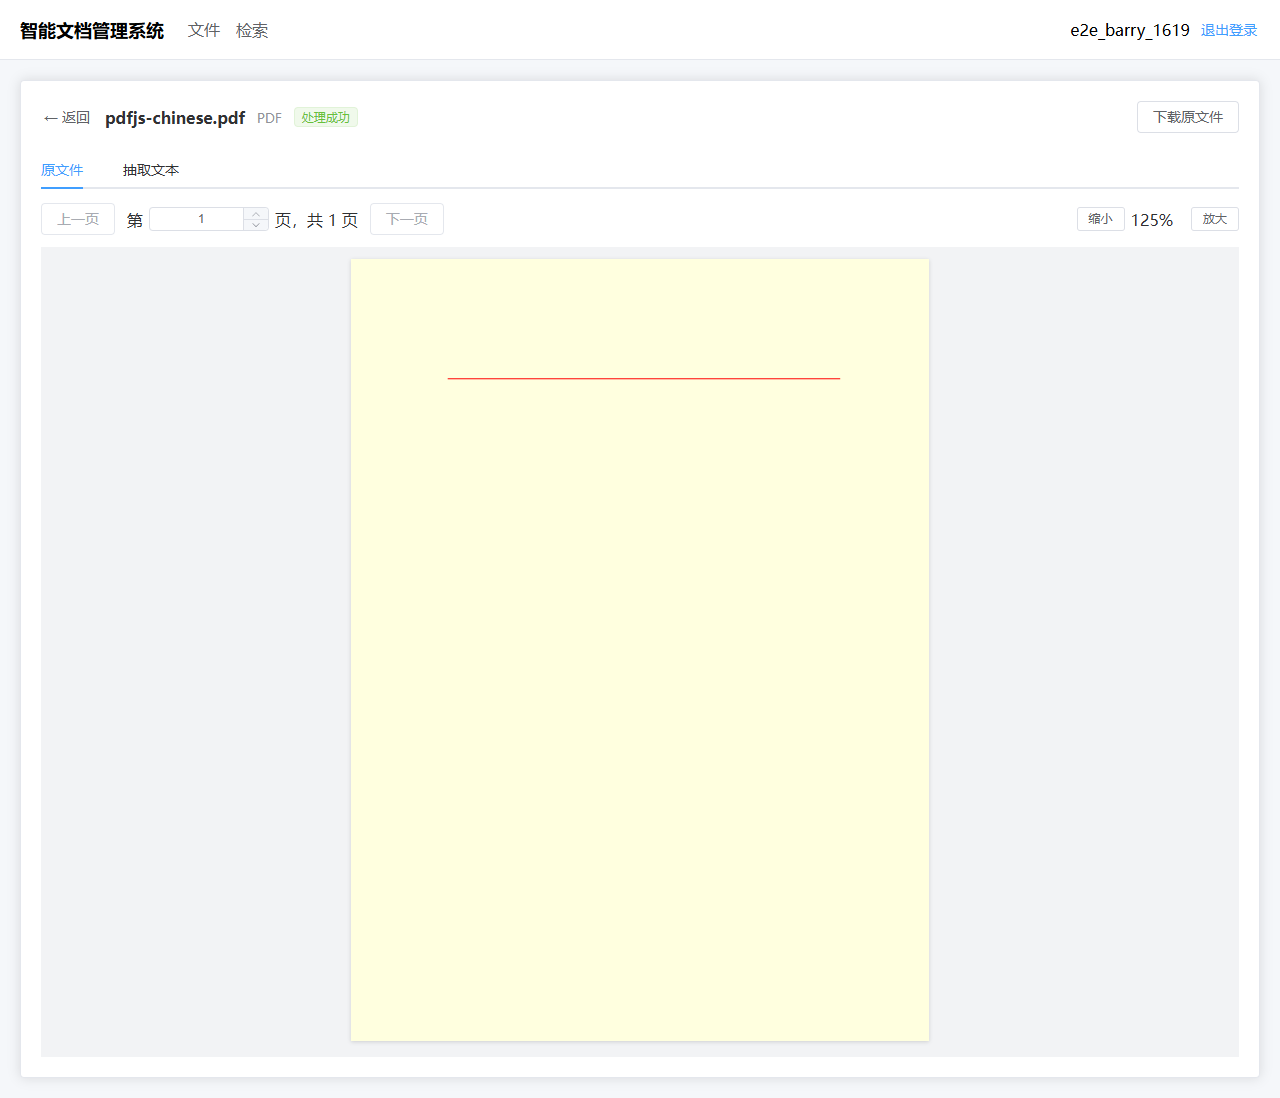 智能文档管理系统 文件 检索 e2e_barry_1619 退出登录
← 返回 pdfjs-chinese.pdf PDF 处理成功 下载原文件
原文件 抽取文本
上一页 第 1 页，共 1 页 下一页 缩小 125% 放大